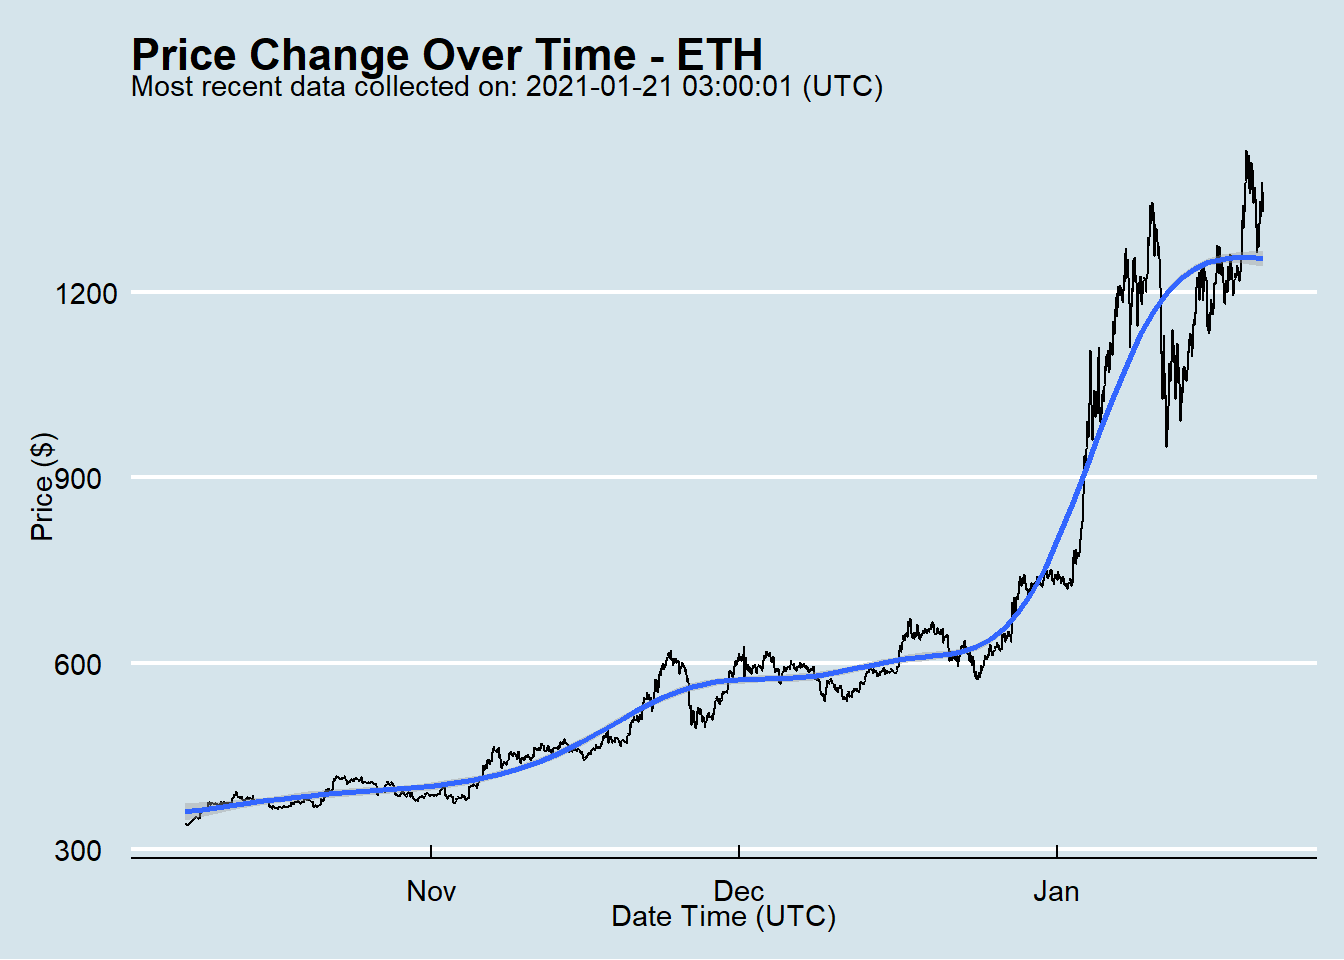 Price Change Over Time - ETH
Most recent data collected on: 2021-01-21 03:00:01 (UTC)
Price ($)
1200
900
600
300
Nov
Dec
Jan
Date Time (UTC)